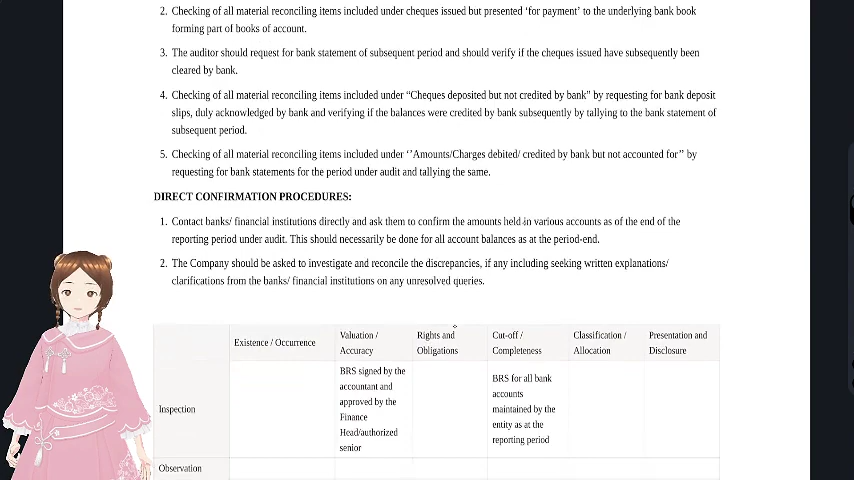 2. Checking of all material reconciling items included under cheques issued but presented ‘for payment’ to the underlying bank book
forming part of books of account.
3. The auditor should request for bank statement of subsequent period and should verify if the cheques issued have subsequently been
cleared by bank.
4. Checking of all material reconciling items included under “Cheques deposited but not credited by bank” by requesting for bank deposit
slips, duly acknowledged by bank and verifying if the balances were credited by bank subsequently by tallying to the bank statement of
subsequent period.
5. Checking of all material reconciling items included under ‘’Amounts/Charges debited/ credited by bank but not accounted for’’ by
requesting for bank statements for the period under audit and tallying the same.
DIRECT CONFIRMATION PROCEDURES:
1. Contact banks/ financial institutions directly and ask them to confirm the amounts held in various accounts as of the end of the
reporting period under audit. This should necessarily be done for all account balances as at the period-end.
2. The Company should be asked to investigate and reconcile the discrepancies, if any including seeking written explanations/
clarifications from the banks/ financial institutions on any unresolved queries.
Existence / Occurrence
Valuation /
Accuracy
Rights and
Obligations
Cut-off /
Completeness
Classification /
Allocation
Presentation and
Disclosure
Inspection
BRS signed by the
accountant and
approved by the
Finance
Head/authorized
senior
BRS for all bank
accounts
maintained by the
entity as at the
reporting period
Observation